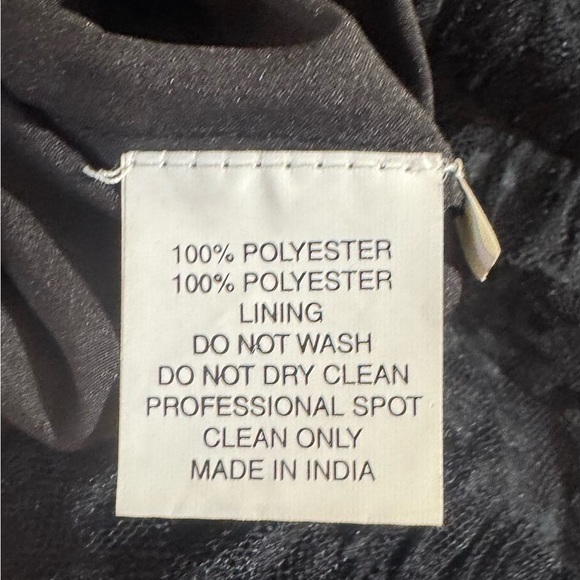 100% POLYESTER
100% POLYESTER
LINING
DO NOT WASH
DO NOT DRY CLEAN
PROFESSIONAL SPOT
CLEAN ONLY
MADE IN INDIA